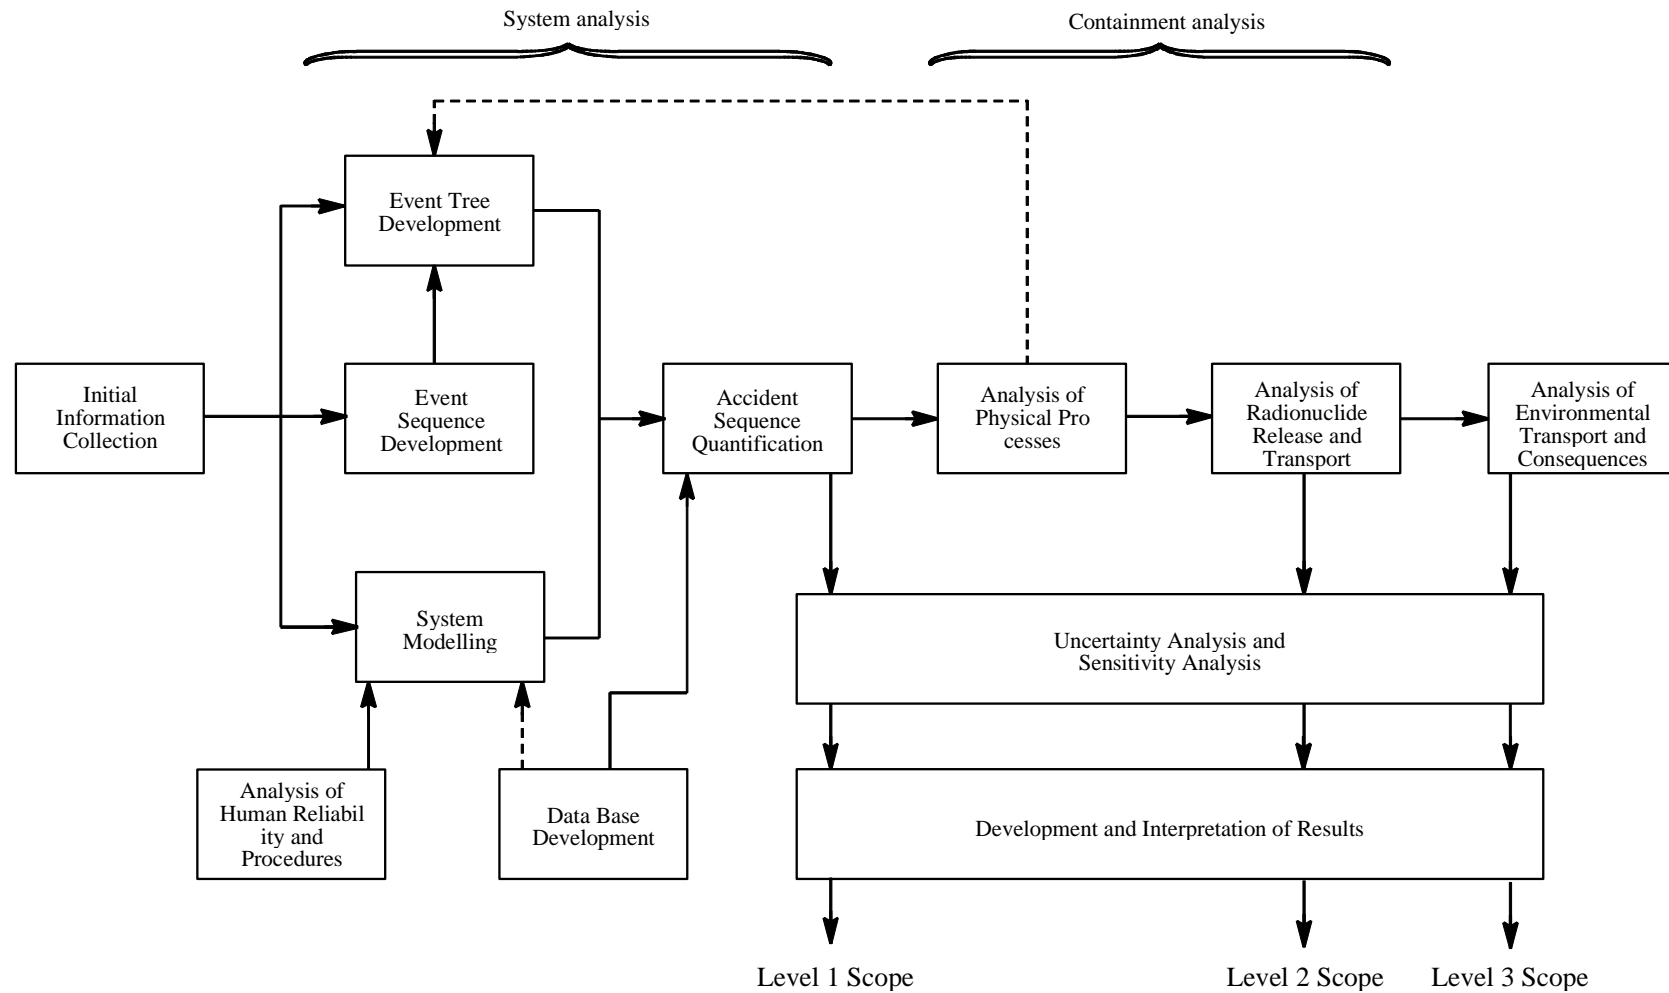 System analysis
Containment analysis
Event Tree
Development
Initial
Information
Collection
Event
Sequence
Development
Accident
Sequence
Quantification
Analysis of
Physical Pro
cesses
Analysis of
Radionuclide
Release and
Transport
Analysis of
Environmental
Transport and
Consequences
System
Modelling
Uncertainty Analysis and
Sensitivity Analysis
Analysis of
Human Reliabil
ity and
Procedures
Data Base
Development
Development and Interpretation of Results
Level 1 Scope
Level 2 Scope
Level 3 Scope